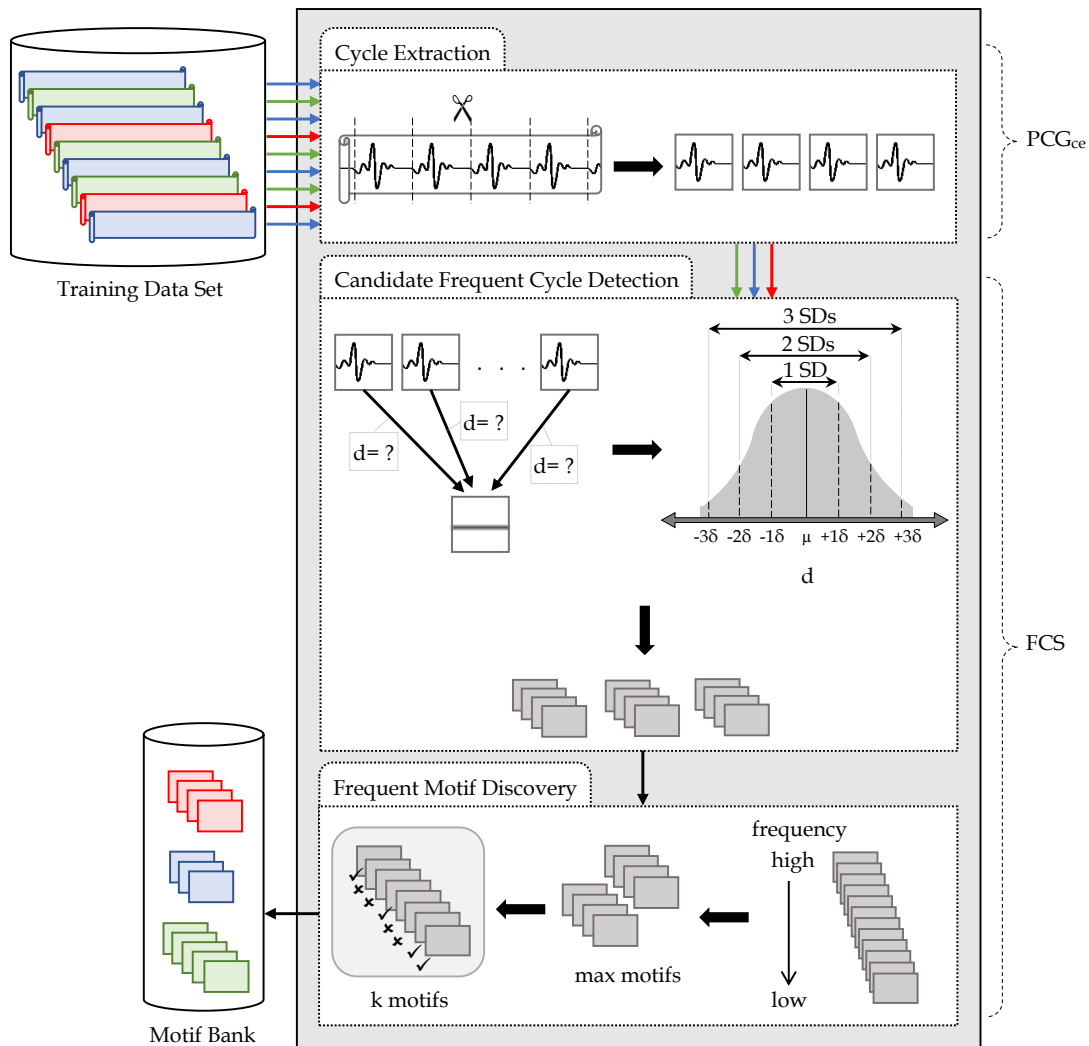 Cycle Extraction
PCGce
Training Data Set
Candidate Frequent Cycle Detection
3 SDs
2 SDs
1 SD
. . .
d= ?
d= ?
d= ?
-3δ -2δ -1δ μ +1δ +2δ +3δ
d
FCS
Frequent Motif Discovery
frequency
high
low
max motifs
k motifs
Motif Bank